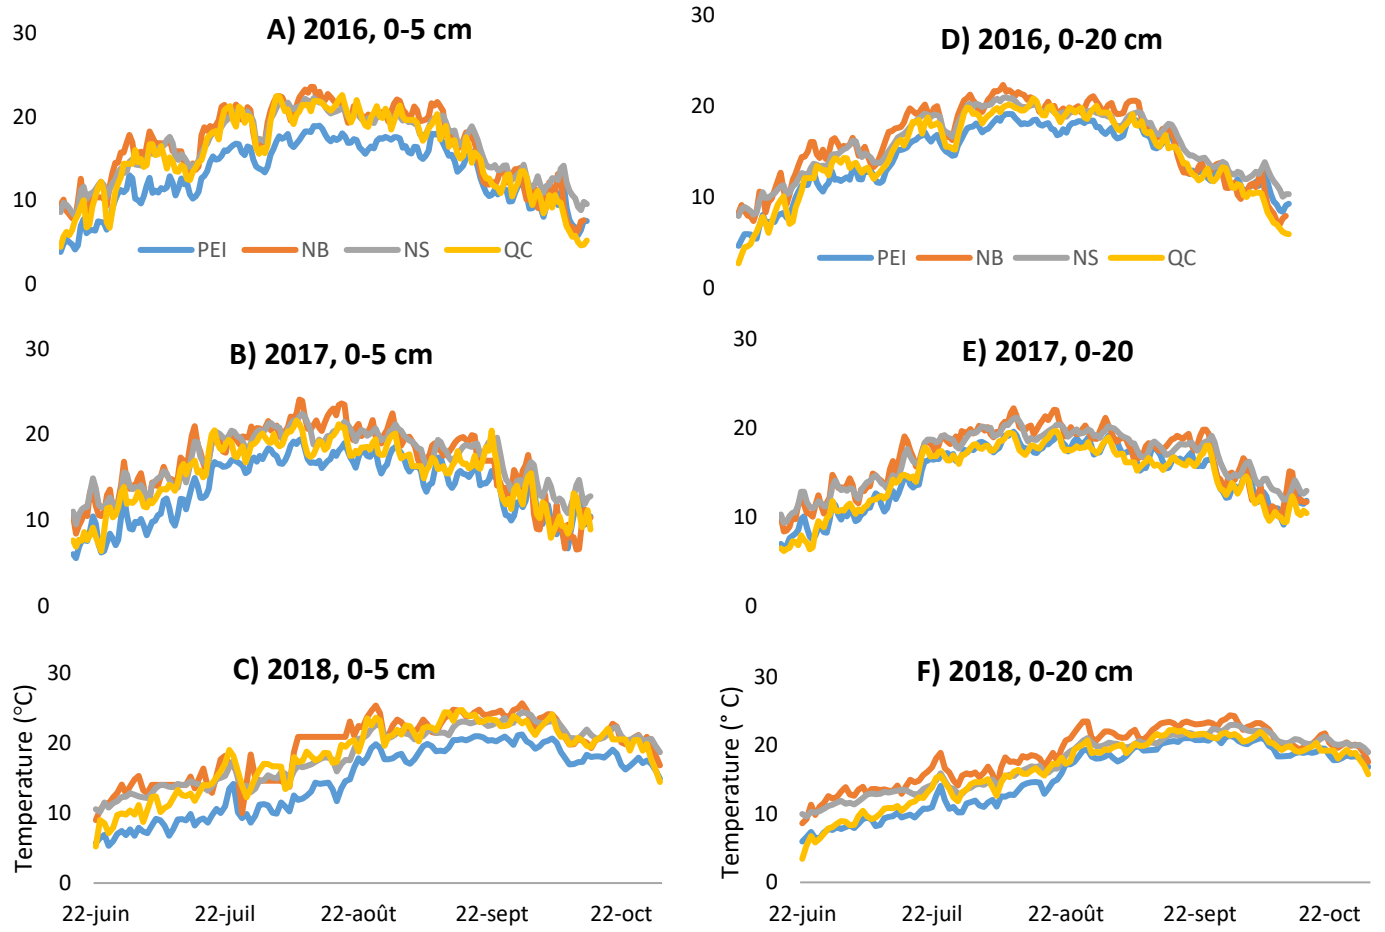 A) 2016, 0-5 cm
30
20
10
0
PEI NB NS QC
D) 2016, 0-20 cm
30
20
10
0
PEI NB NS QC
B) 2017, 0-5 cm
30
20
10
0
E) 2017, 0-20
30
20
10
0
C) 2018, 0-5 cm
30
20
10
0
Temperature (°C)
22-juin 22-juil 22-août 22-sept 22-oct
F) 2018, 0-20 cm
30
20
10
0
Temperature (° C)
22-juin 22-juil 22-août 22-sept 22-oct